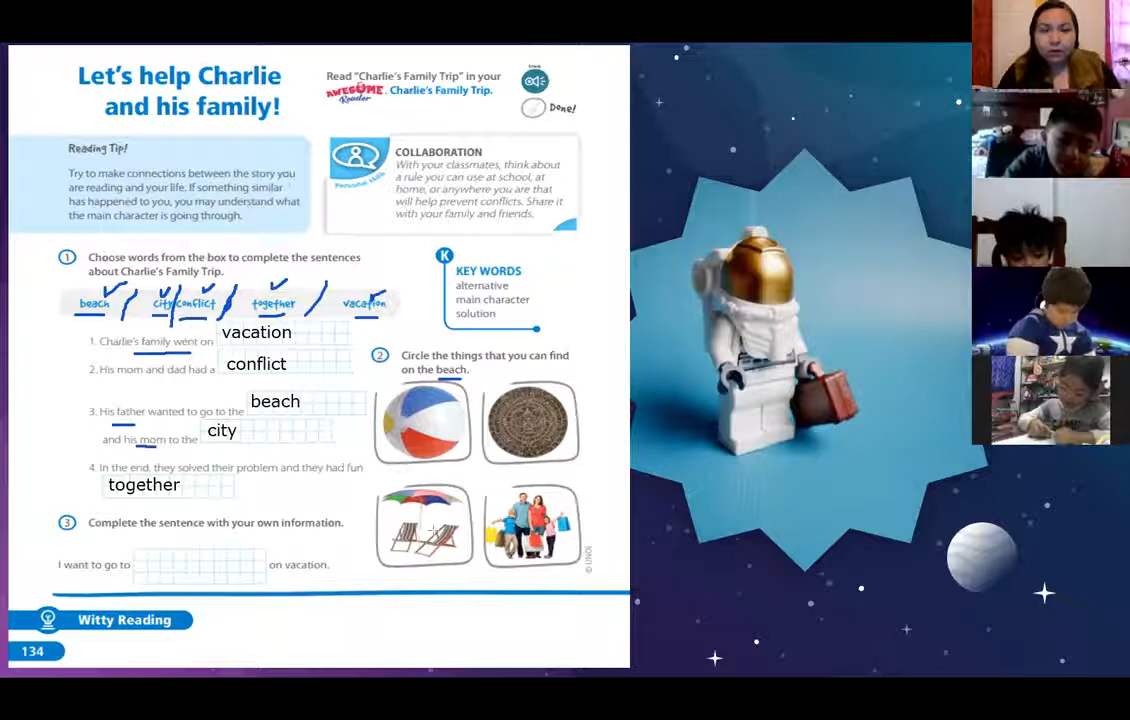 Let's help Charlie
and his family!
Read "Charlie's Family Trip" in your
AWESOME. Charlie's Family Trip.
Reader
Done!
Reading Tip!
Try to make connections between the story you
are reading and your life. If something similar
has happened to you, you may understand what
the main character is going through.
Personal skills
COLLABORATION
With your classmates, think about
a rule you can use at school, at
home, or anywhere you are that
will help prevent conflicts. Share it
with your family and friends.
1 Choose words from the box to complete the sentences
about Charlie's Family Trip.
beach city conflict together vacation
1. Charlie's family went on vacation
2. His mom and dad had a conflict
3. His father wanted to go to the beach
and his mom to the city
4. In the end, they solved their problem and they had fun
together
3 Complete the sentence with your own information.
I want to go to on vacation.
K
KEY WORDS
alternative
main character
solution
2 Circle the things that you can find
on the beach.
© UNOI
Witty Reading
134